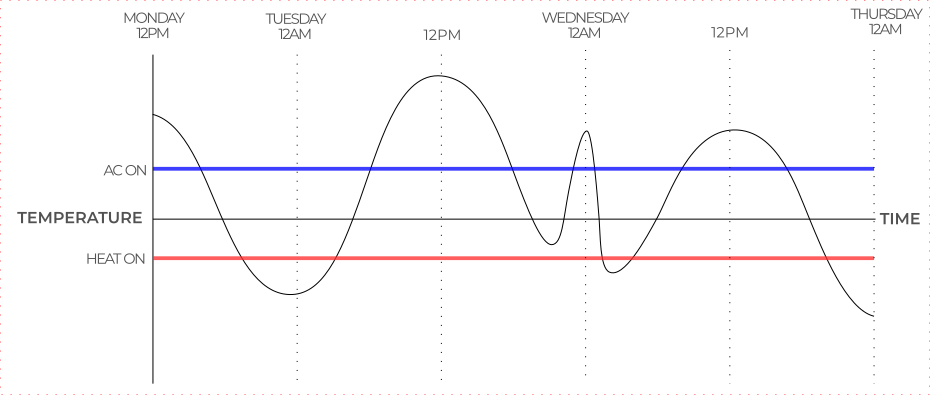 MONDAY
12PM
TUESDAY
12AM
12PM
WEDNESDAY
12AM
12PM
THURSDAY
12AM
AC ON
TEMPERATURE
TIME
HEAT ON